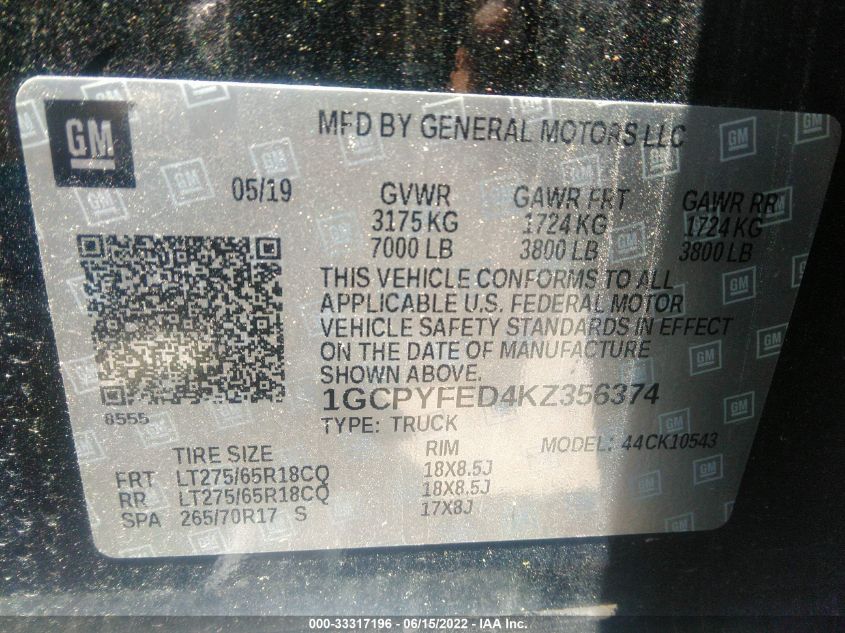 GM
MFD BY GENERAL MOTORS LLC
05/19
GVWR GAWR FRT GAWR RR
3175 KG 1724 KG 1724 KG
7000 LB 3800 LB 3800 LB
THIS VEHICLE CONFORMS TO ALL
APPLICABLE U.S. FEDERAL MOTOR
VEHICLE SAFETY STANDARDS IN EFFECT
ON THE DATE OF MANUFACTURE
SHOWN ABOVE.
1GCPYFED4KZ356374
8555
TYPE: TRUCK
MODEL: 44CK10543
TIRE SIZE RIM
FRT LT275/65R18CQ 18X8.5J
RR LT275/65R18CQ 18X8.5J
SPA 265/70R17 S 17X8J
000-33317196 - 06/15/2022 - IAA Inc.